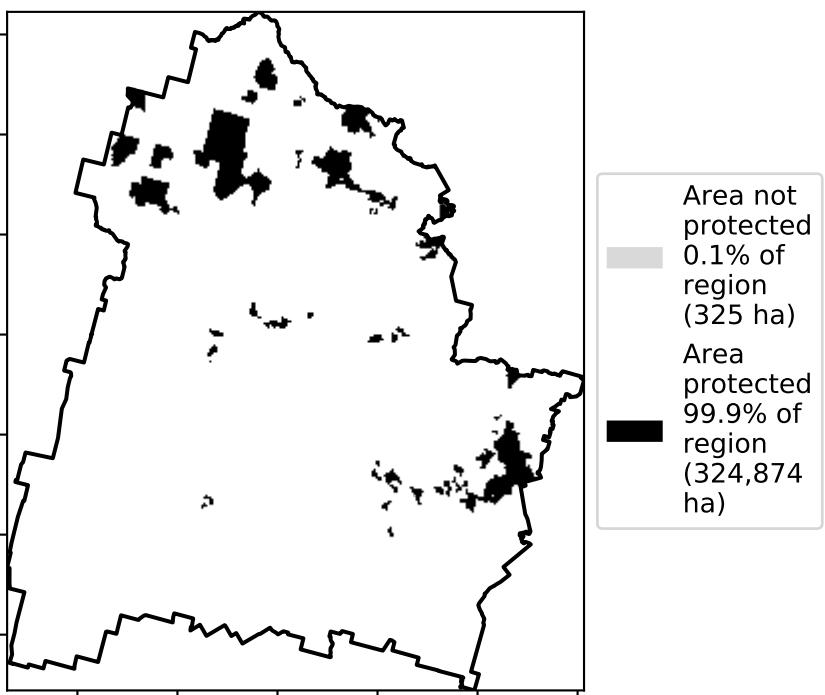 Area not
protected
0.1% of
region
(325 ha)
Area
protected
99.9% of
region
(324,874
ha)